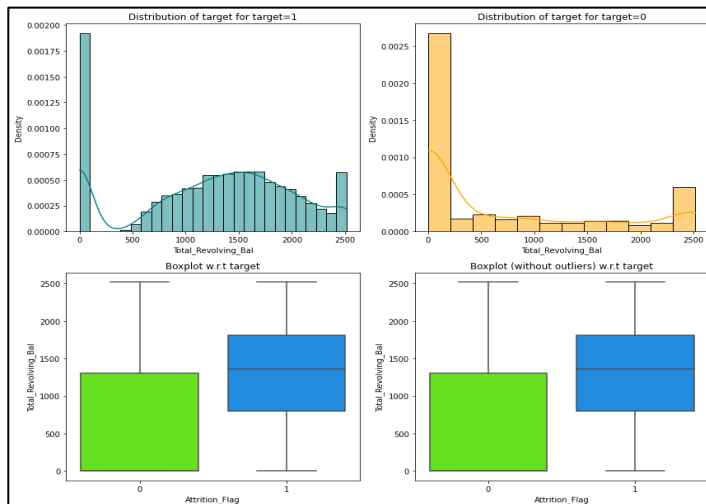 Distribution of target for target=1
0.00200
0.00175
0.00150
0.00125
0.00100
0.00075
0.00050
0.00025
0.00000
Density
0 500 1000 1500 2000 2500
Total_Revolving_Bal
Distribution of target for target=0
0.0025
0.0020
0.0015
0.0010
0.0005
0.0000
Density
0 500 1000 1500 2000 2500
Total_Revolving_Bal
Boxplot w.r.t target
2500
2000
1500
1000
500
0
Total_Revolving_Bal
0 1
Attrition_Flag
Boxplot (without outliers) w.r.t target
2500
2000
1500
1000
500
0
Total_Revolving_Bal
0 1
Attrition_Flag